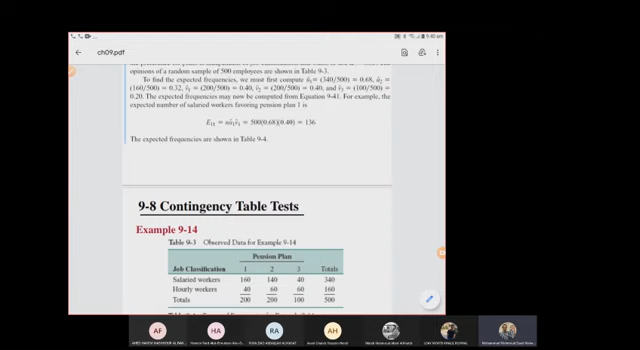 9:40 am
ch09.pdf
opinions of a random sample of 500 employees are shown in Table 9-3.
To find the expected frequencies, we must first compute û₁ = (340/500) = 0.68, û₂ =
(160/500) = 0.32, v̂₁ = (200/500) = 0.40, v̂₂ = (200/500) = 0.40, and v̂₃ = (100/500) =
0.20. The expected frequencies may now be computed from Equation 9-41. For example, the
expected number of salaried workers favoring pension plan 1 is
E₁₁ = nû₁v̂₁ = 500(0.68)(0.40) = 136
The expected frequencies are shown in Table 9-4.
9-8 Contingency Table Tests
Example 9-14
Table 9-3 Observed Data for Example 9-14
Pension Plan
Job Classification 1 2 3 Totals
Salaried workers 160 140 40 340
Hourly workers 40 60 60 160
Totals 200 200 100 500
AF HA RA AH